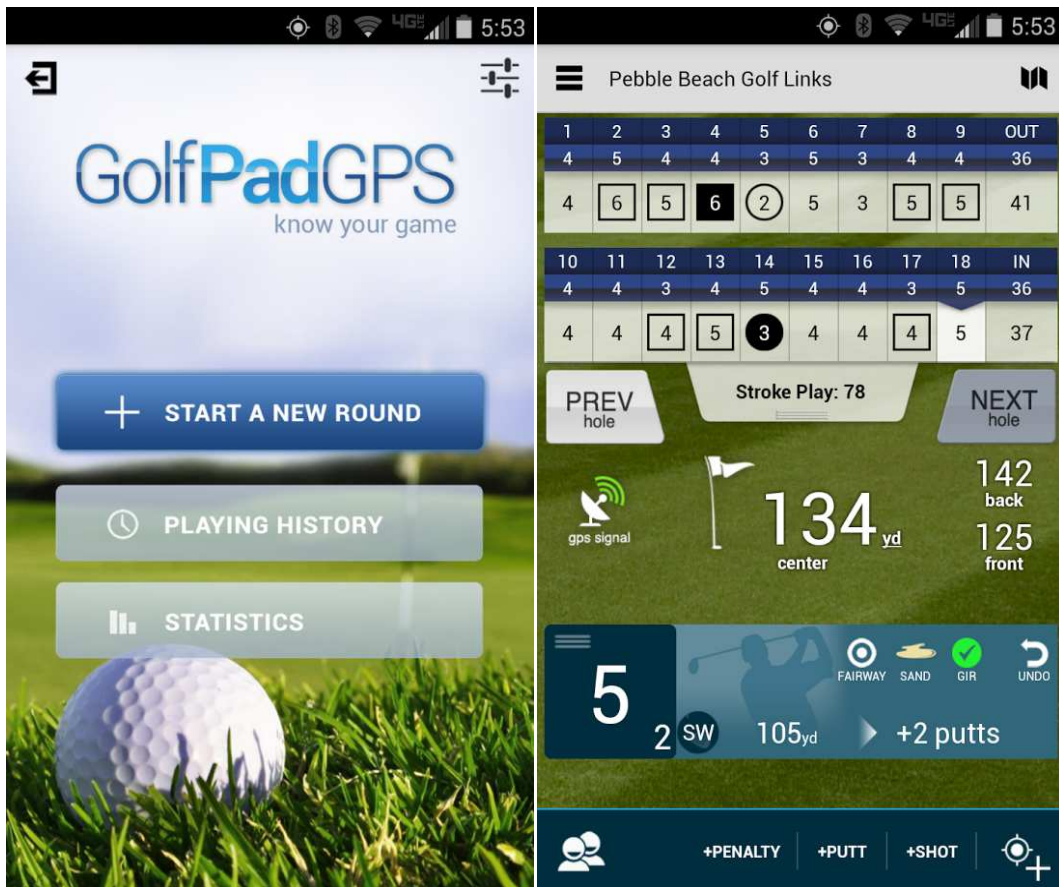 4G LTE 5:53
GolfPadGPS
know your game
START A NEW ROUND
PLAYING HISTORY
STATISTICS
4G LTE 5:53
Pebble Beach Golf Links
1 2 3 4 5 6 7 8 9 OUT
4 5 4 4 3 5 3 4 4 36
4 6 5 6 2 5 3 5 5 41
10 11 12 13 14 15 16 17 18 IN
4 4 3 4 5 4 4 3 5 36
4 4 4 5 3 4 4 4 5 37
PREV
hole
Stroke Play: 78
NEXT
hole
gps signal
134 yd
center
142
back
125
front
5 2
SW 105yd +2 putts
FAIRWAY SAND GIR UNDO
+PENALTY +PUTT +SHOT